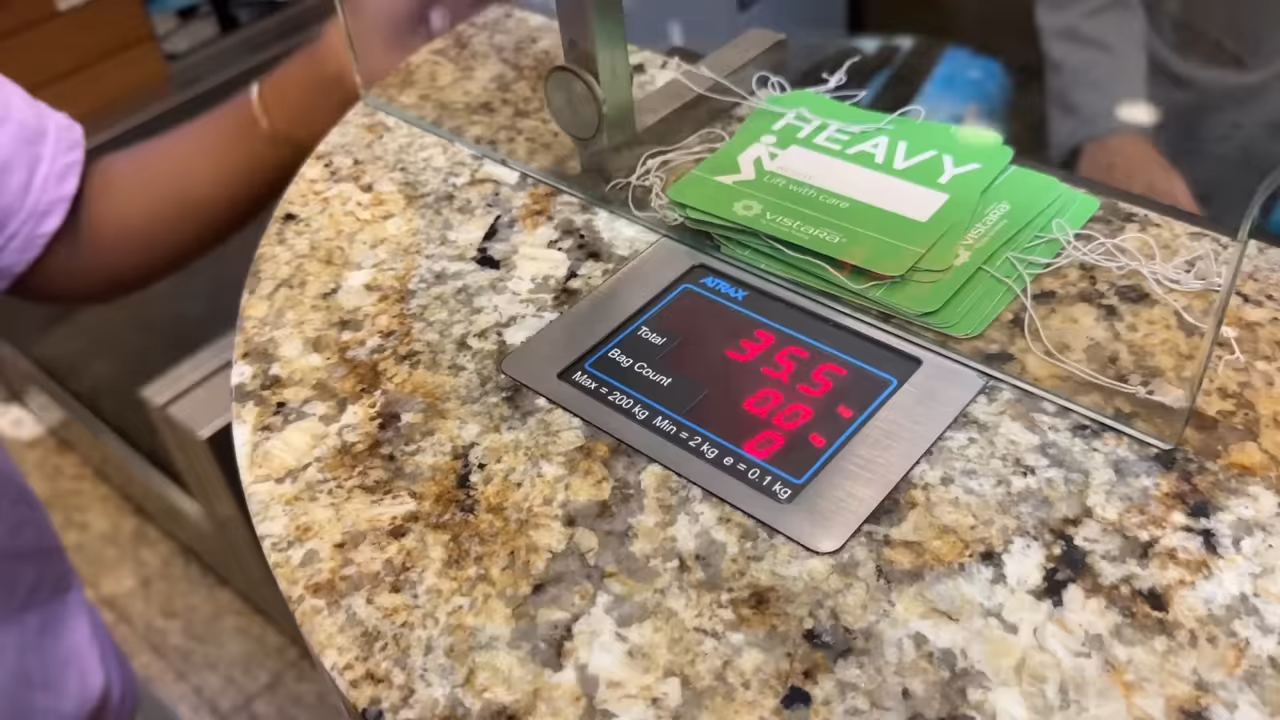 HEAVY
Lift with care
VISTARA
VISTARA
ATRAX
35.5
Total 0.0
Bag Count 0
Max = 200 kg Min = 2 kg e = 0.1 kg